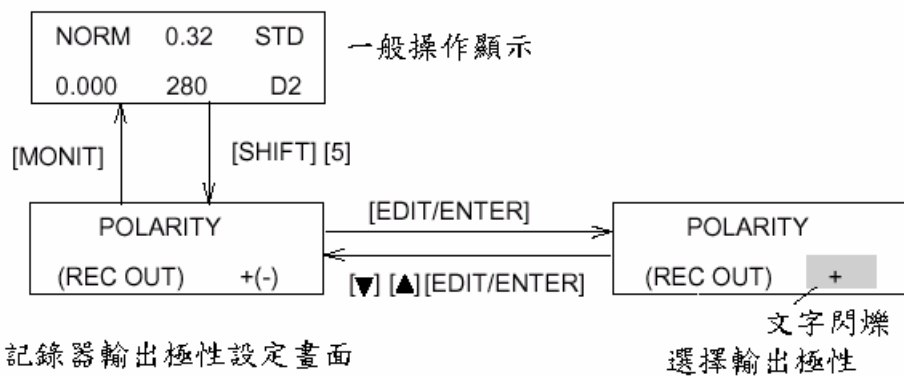 NORM 0.32 STD
一般操作顯示
0.000 280 D2
[MONIT]
[SHIFT] [5]
POLARITY
(REC OUT) +(-)
[EDIT/ENTER]
[▼] [▲][EDIT/ENTER]
POLARITY
(REC OUT) +
文字閃爍
記錄器輸出極性設定畫面
選擇輸出極性